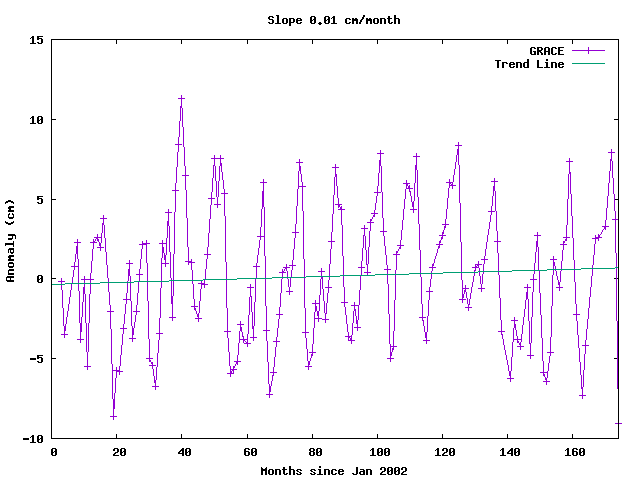 Slope 0.01 cm/month
GRACE
Trend Line
Anomaly (cm)
15
10
5
0
-5
-10
0 20 40 60 80 100 120 140 160
Months since Jan 2002